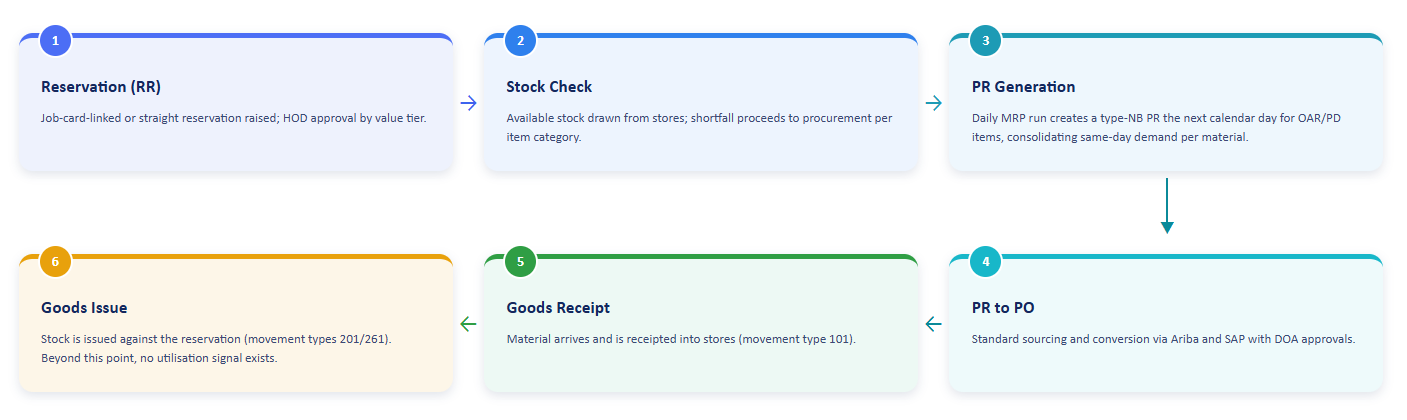 1
Reservation (RR)
Job-card-linked or straight reservation raised; HOD approval by value tier.
2
Stock Check
Available stock drawn from stores; shortfall proceeds to procurement per
item category.
3
PR Generation
Daily MRP run creates a type-NB PR the next calendar day for OAR/PD
items, consolidating same-day demand per material.
4
PR to PO
Standard sourcing and conversion via Ariba and SAP with DOA approvals.
5
Goods Receipt
Material arrives and is receipted into stores (movement type 101).
6
Goods Issue
Stock is issued against the reservation (movement types 201/261).
Beyond this point, no utilisation signal exists.